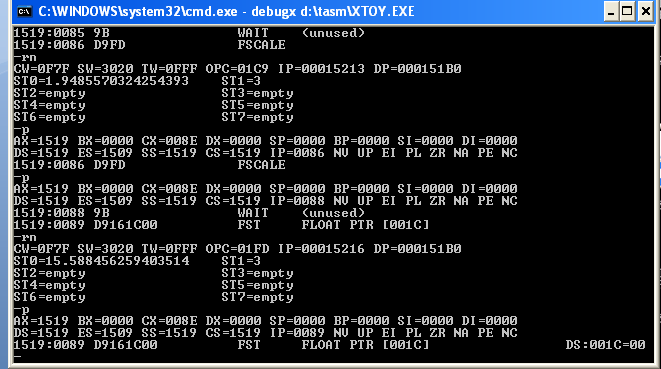 C:\WINDOWS\system32\cmd.exe - debugx d:\tasm\XTOY.EXE
1519:0085 9B WAIT (unused)
1519:0086 D9FD FSCALE
-rn
CW=0F7F SW=3020 TW=0FFF OPC=01C9 IP=00015213 DP=000151B0
ST0=1.9485570324254393 ST1=3
ST2=empty ST3=empty
ST4=empty ST5=empty
ST6=empty ST7=empty
-p
AX=1519 BX=0000 CX=008E DX=0000 SP=0000 BP=0000 SI=0000 DI=0000
DS=1519 ES=1509 SS=1519 CS=1519 IP=0086 NV UP EI PL ZR NA PE NC
1519:0086 D9FD FSCALE
-p
AX=1519 BX=0000 CX=008E DX=0000 SP=0000 BP=0000 SI=0000 DI=0000
DS=1519 ES=1509 SS=1519 CS=1519 IP=0088 NV UP EI PL ZR NA PE NC
1519:0088 9B WAIT (unused)
1519:0089 D9161C00 FST FLOAT PTR [001C]
-rn
CW=0F7F SW=3020 TW=0FFF OPC=01FD IP=00015216 DP=000151B0
ST0=15.588456259403514 ST1=3
ST2=empty ST3=empty
ST4=empty ST5=empty
ST6=empty ST7=empty
-p
AX=1519 BX=0000 CX=008E DX=0000 SP=0000 BP=0000 SI=0000 DI=0000
DS=1519 ES=1509 SS=1519 CS=1519 IP=0089 NV UP EI PL ZR NA PE NC
1519:0089 D9161C00 FST FLOAT PTR [001C] DS:001C=00
-